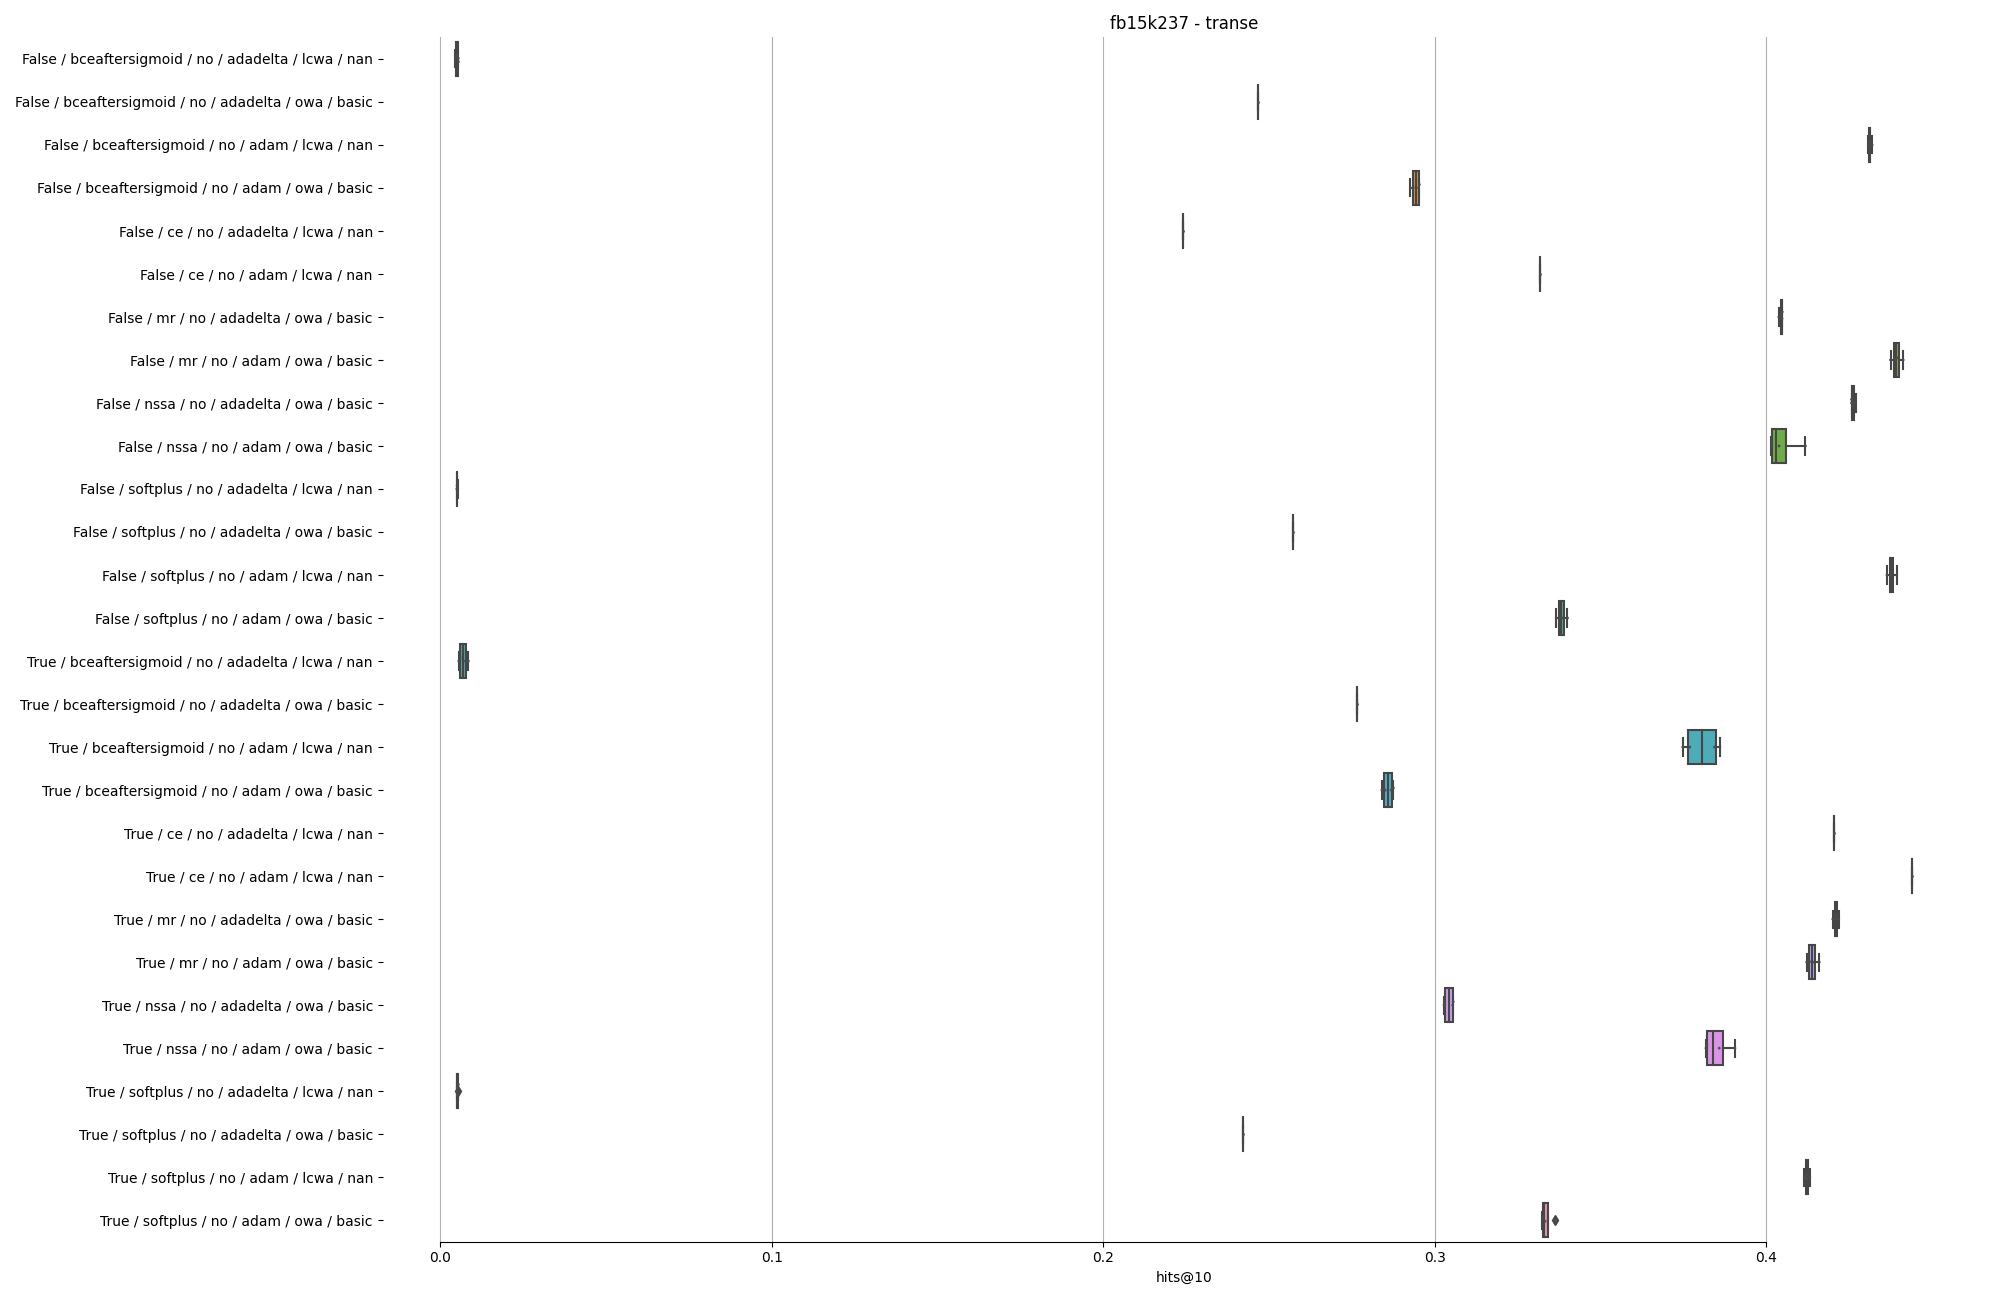 fb15k237 - transe
False / bceaftersigmoid / no / adadelta / lcwa / nan
False / bceaftersigmoid / no / adadelta / owa / basic
False / bceaftersigmoid / no / adam / lcwa / nan
False / bceaftersigmoid / no / adam / owa / basic
False / ce / no / adadelta / lcwa / nan
False / ce / no / adam / lcwa / nan
False / mr / no / adadelta / owa / basic
False / mr / no / adam / owa / basic
False / nssa / no / adadelta / owa / basic
False / nssa / no / adam / owa / basic
False / softplus / no / adadelta / lcwa / nan
False / softplus / no / adadelta / owa / basic
False / softplus / no / adam / lcwa / nan
False / softplus / no / adam / owa / basic
True / bceaftersigmoid / no / adadelta / lcwa / nan
True / bceaftersigmoid / no / adadelta / owa / basic
True / bceaftersigmoid / no / adam / lcwa / nan
True / bceaftersigmoid / no / adam / owa / basic
True / ce / no / adadelta / lcwa / nan
True / ce / no / adam / lcwa / nan
True / mr / no / adadelta / owa / basic
True / mr / no / adam / owa / basic
True / nssa / no / adadelta / owa / basic
True / nssa / no / adam / owa / basic
True / softplus / no / adadelta / lcwa / nan
True / softplus / no / adadelta / owa / basic
True / softplus / no / adam / lcwa / nan
True / softplus / no / adam / owa / basic
0.0 0.1 0.2 0.3 0.4
hits@10